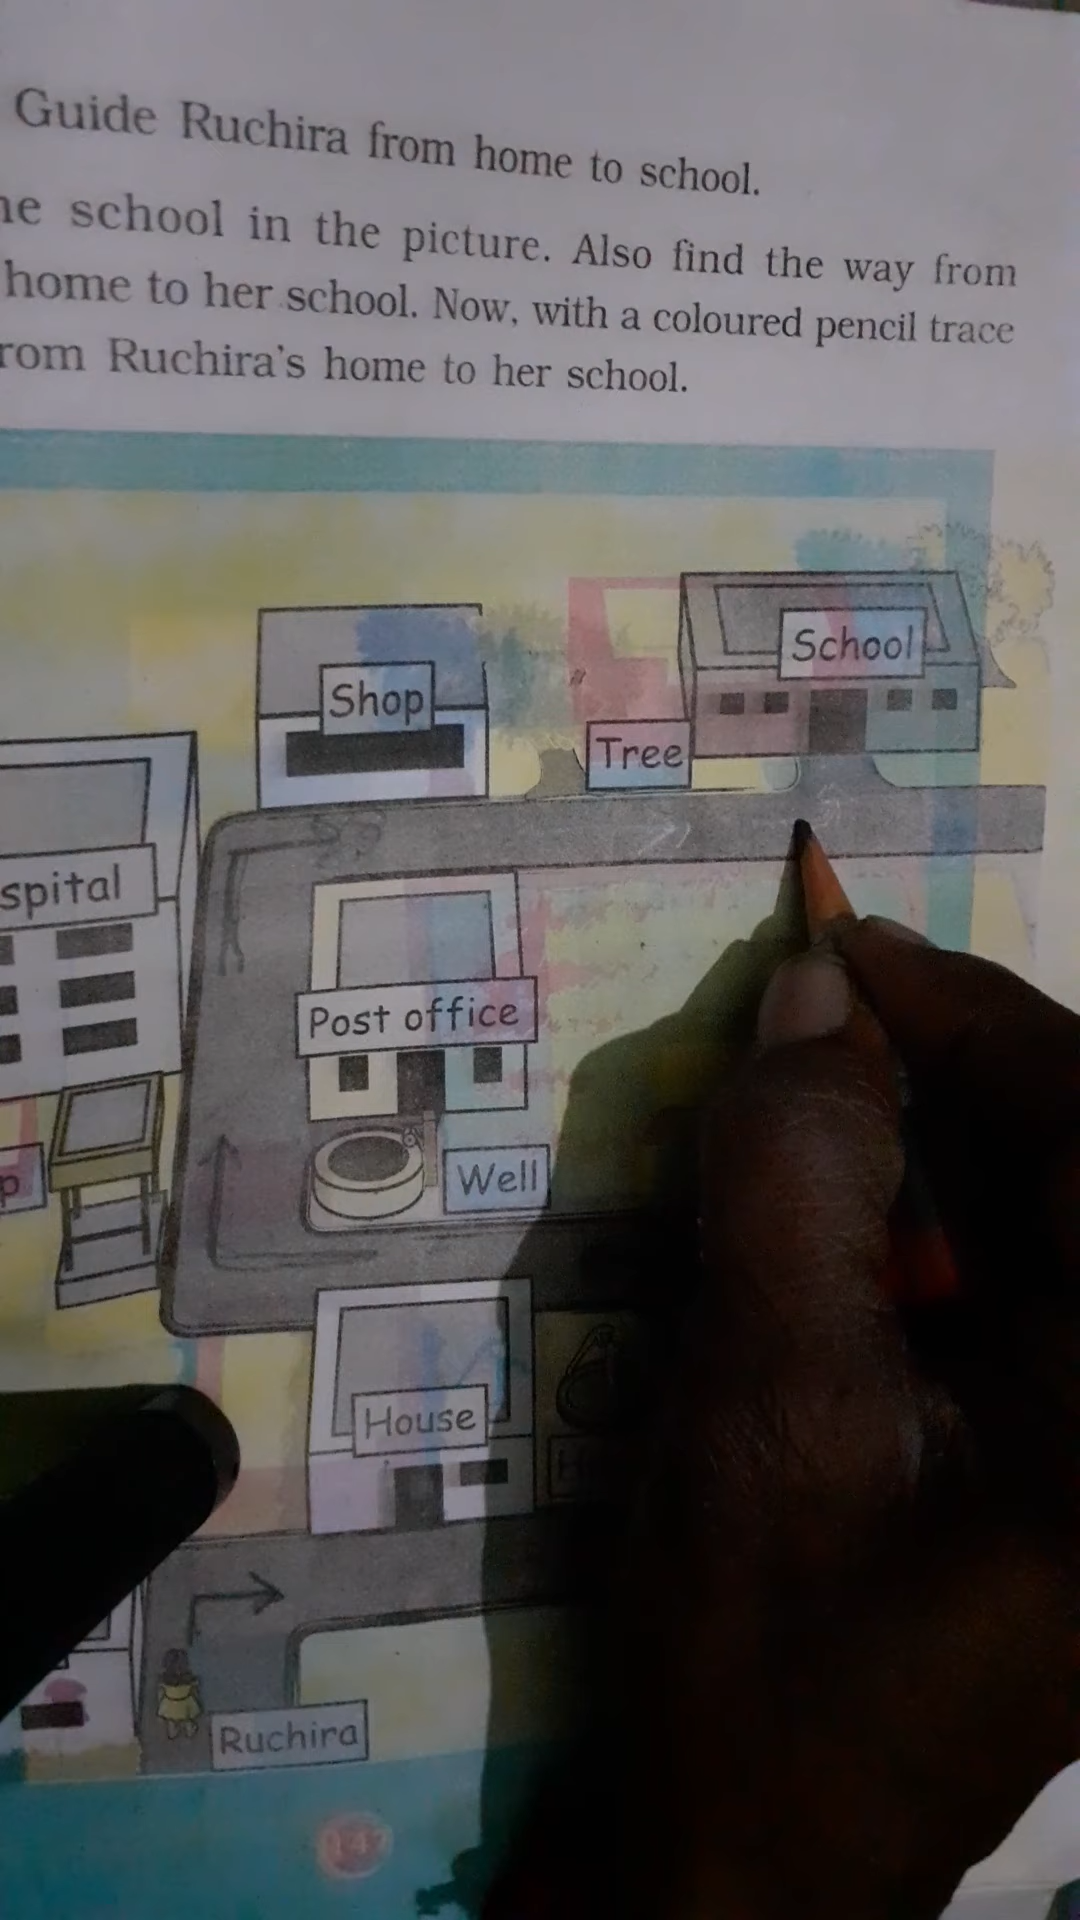 Guide Ruchira from home to school.
school in the picture. Also find the way from
home to her school. Now, with a coloured pencil trace
Ruchira's home to her school.
School
Shop
Tree
Post office
Well
House
Ruchira